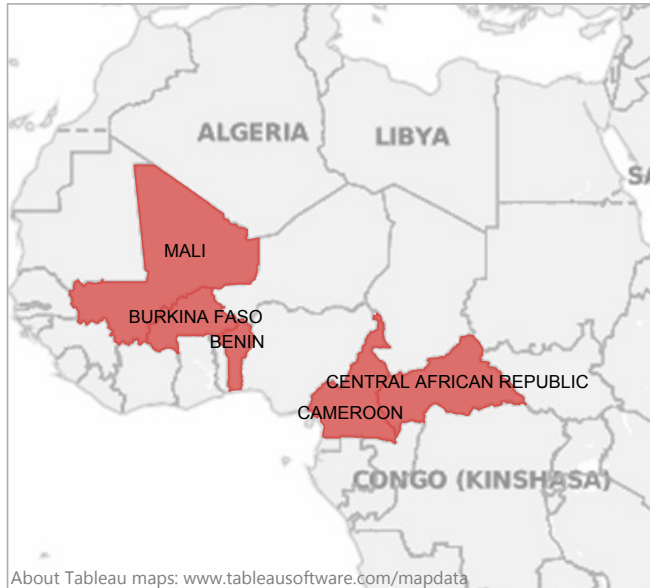 ALGERIA
LIBYA
SA
MALI
BURKINA FASO
BENIN
CENTRAL AFRICAN REPUBLIC
CAMEROON
CONGO (KINSHASA)
About Tableau maps: www.tableausoftware.com/mapdata